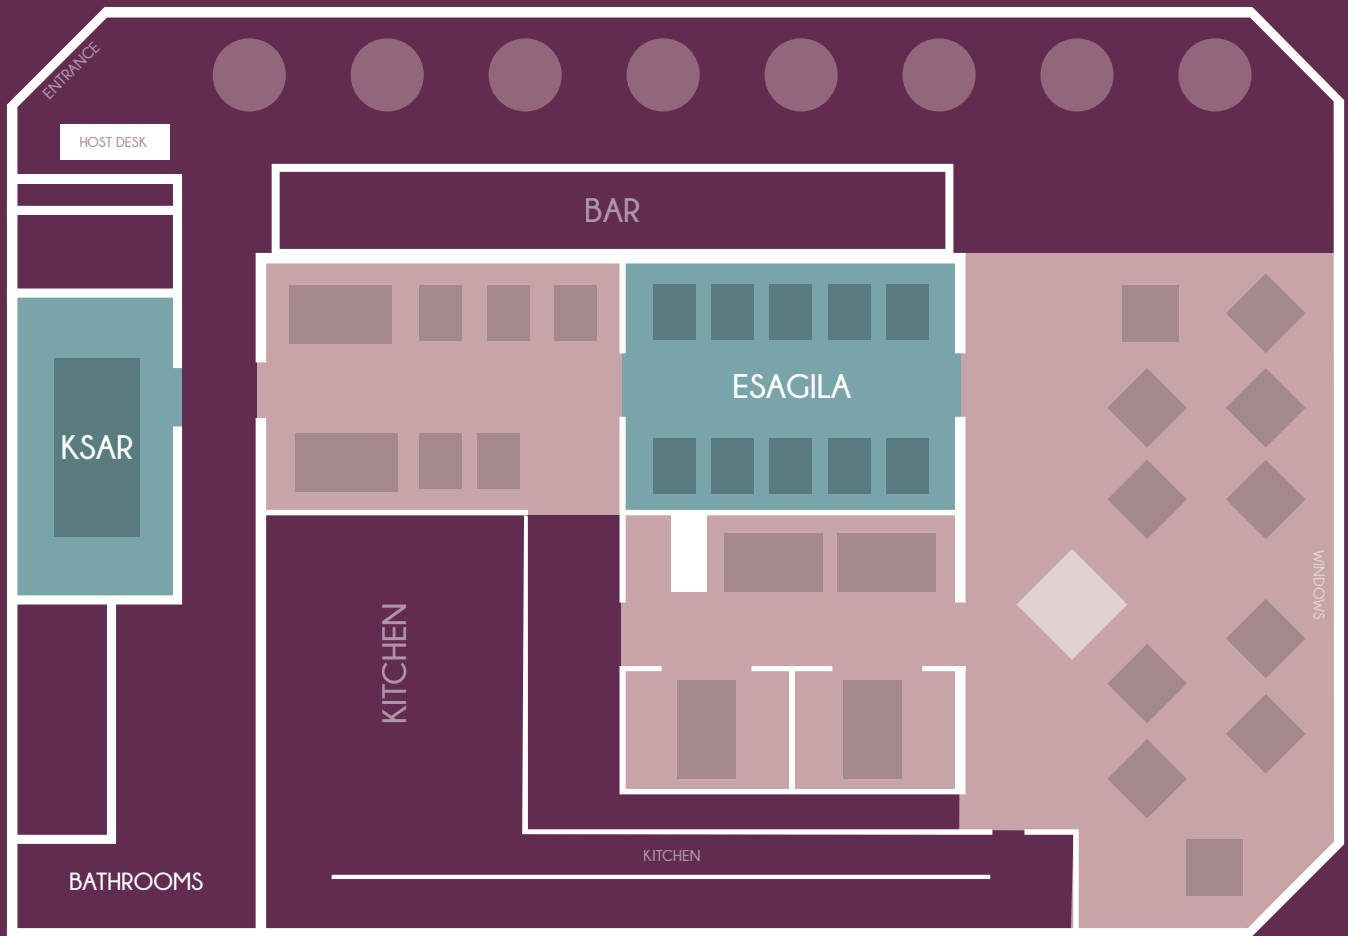 ENTRANCE
HOST DESK
BAR
ESAGILA
KSAR
WINDOWS
KITCHEN
KITCHEN
BATHROOMS